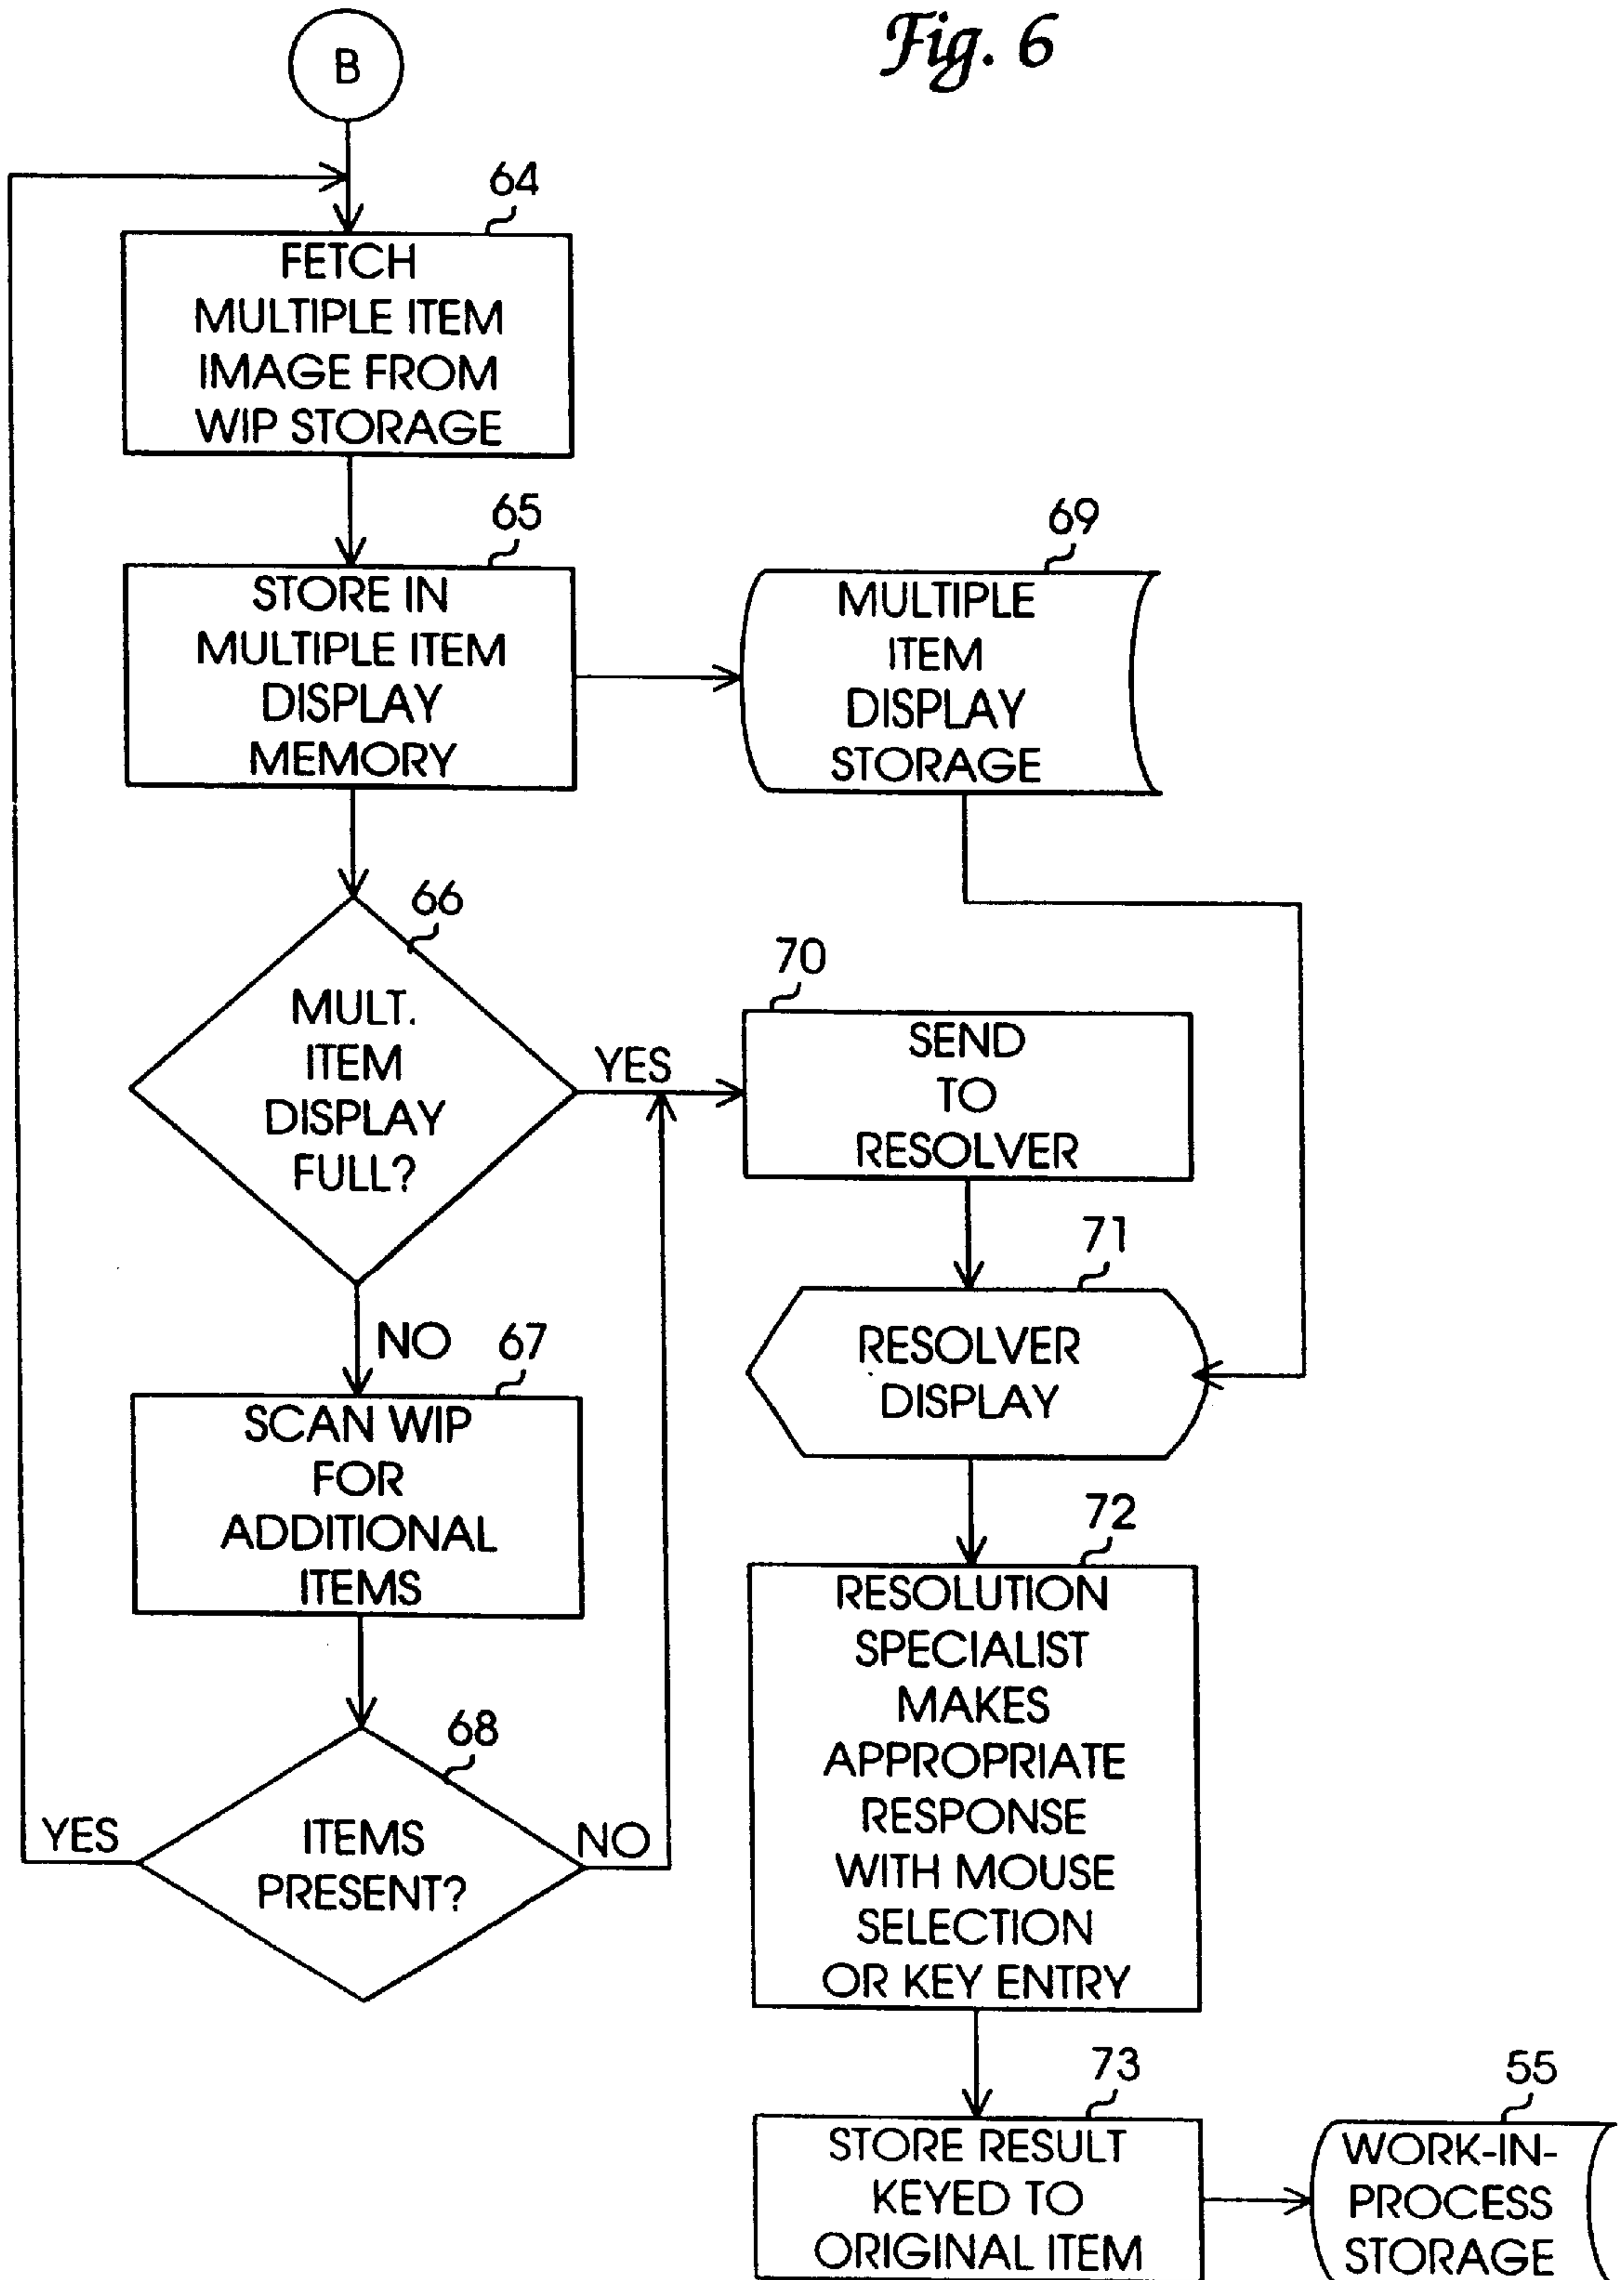 Fig. 6
B
64
FETCH
MULTIPLE ITEM
IMAGE FROM
WIP STORAGE
65
STORE IN
MULTIPLE ITEM
DISPLAY
MEMORY
69
MULTIPLE
ITEM
DISPLAY
STORAGE
66
MULT.
ITEM
DISPLAY
FULL?
YES
NO
70
SEND
TO
RESOLVER
71
RESOLVER
DISPLAY
67
SCAN WIP
FOR
ADDITIONAL
ITEMS
68
ITEMS
PRESENT?
YES
NO
72
RESOLUTION
SPECIALIST
MAKES
APPROPRIATE
RESPONSE
WITH MOUSE
SELECTION
OR KEY ENTRY
73
STORE RESULT
KEYED TO
ORIGINAL ITEM
55
WORK-IN-
PROCESS
STORAGE